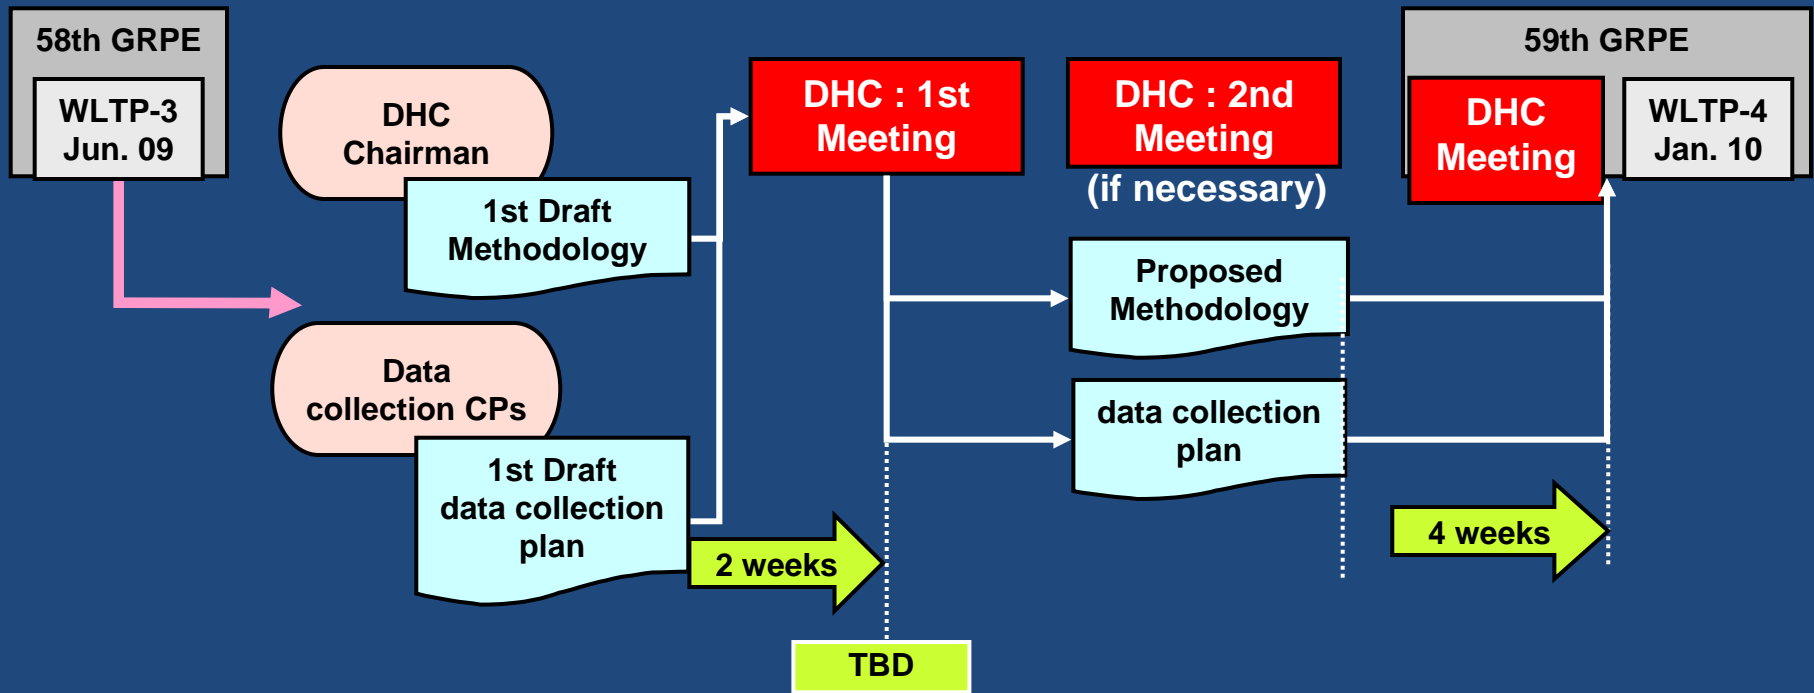 58th GRPE
WLTP-3
Jun. 09
DHC
Chairman
1st Draft
Methodology
Data
collection CPs
1st Draft
data collection
plan
2 weeks
TBD
DHC : 1st
Meeting
DHC : 2nd
Meeting
(if necessary)
Proposed
Methodology
data collection
plan
4 weeks
59th GRPE
DHC
Meeting
WLTP-4
Jan. 10